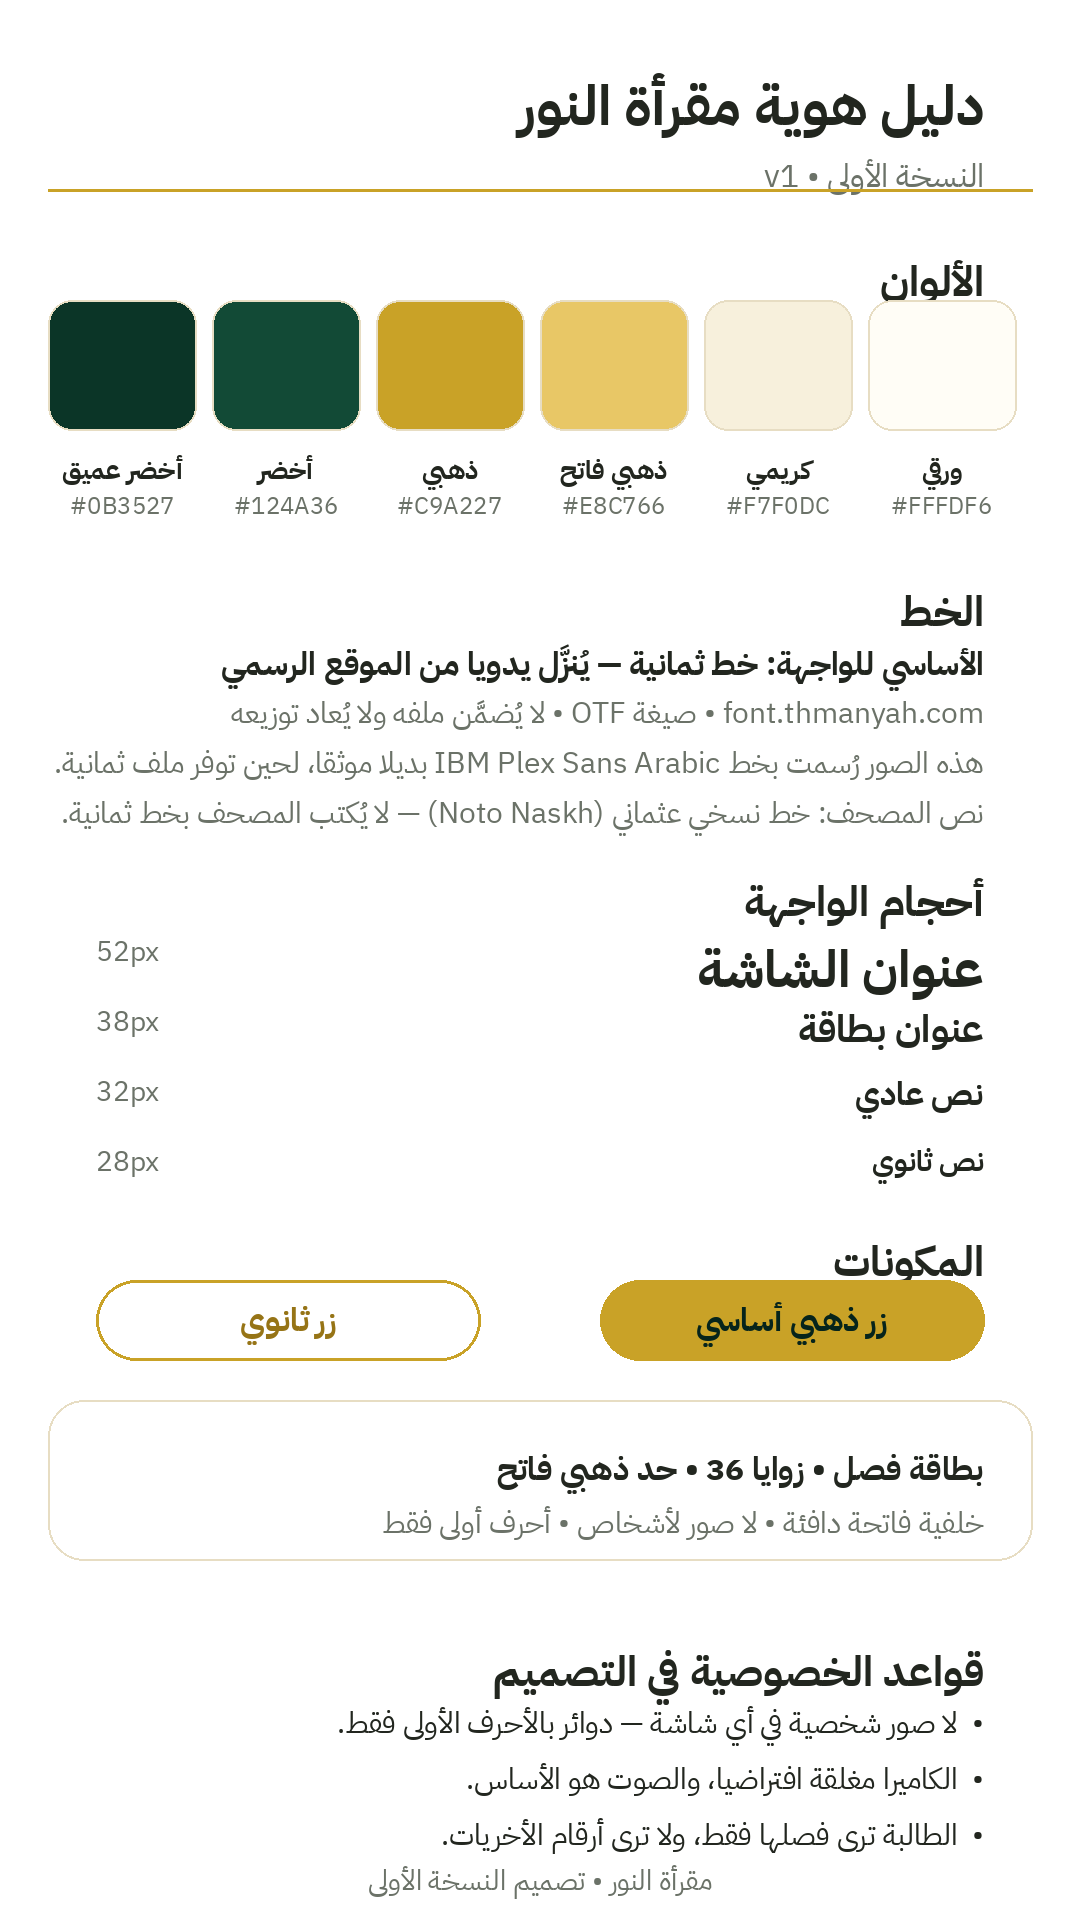 دليل هوية مقرأة النور
النسخة الأولى • v1
الألوان
ورقي
ذهبي فاتح
كريمي
ذهبي
أخضر
أخضر عميق
#FFFDF6
#F7F0DC
#E8C766
#C9A227
#124A36
#0B3527
الخط
الأساسي للواجهة: خط ثمانية — يُنزَّل يدويا من الموقع الرسمي
font.thmanyah.com • صيغة OTF • لا يُضمَّن ملفه ولا يُعاد توزيعه
هذه الصور رُسمت بخط IBM Plex Sans Arabic بديلا موثقا، لحين توفر ملف ثمانية.
نص المصحف: خط نسخي عثماني (Noto Naskh) — لا يُكتب المصحف بخط ثمانية.
أحجام الواجهة
عنوان الشاشة 52px
عنوان بطاقة 38px
نص عادي 32px
نص ثانوي 28px
المكونات
زر ذهبي أساسي
زر ثانوي
بطاقة فصل • زوايا 36 • حد ذهبي فاتح
خلفية فاتحة دافئة • لا صور لأشخاص • أحرف أولى فقط
قواعد الخصوصية في التصميم
• لا صور شخصية في أي شاشة — دوائر بالأحرف الأولى فقط.
• الكاميرا مغلقة افتراضيا، والصوت هو الأساس.
• الطالبة ترى فصلها فقط، ولا ترى أرقام الأخريات.
مقرأة النور • تصميم النسخة الأولى